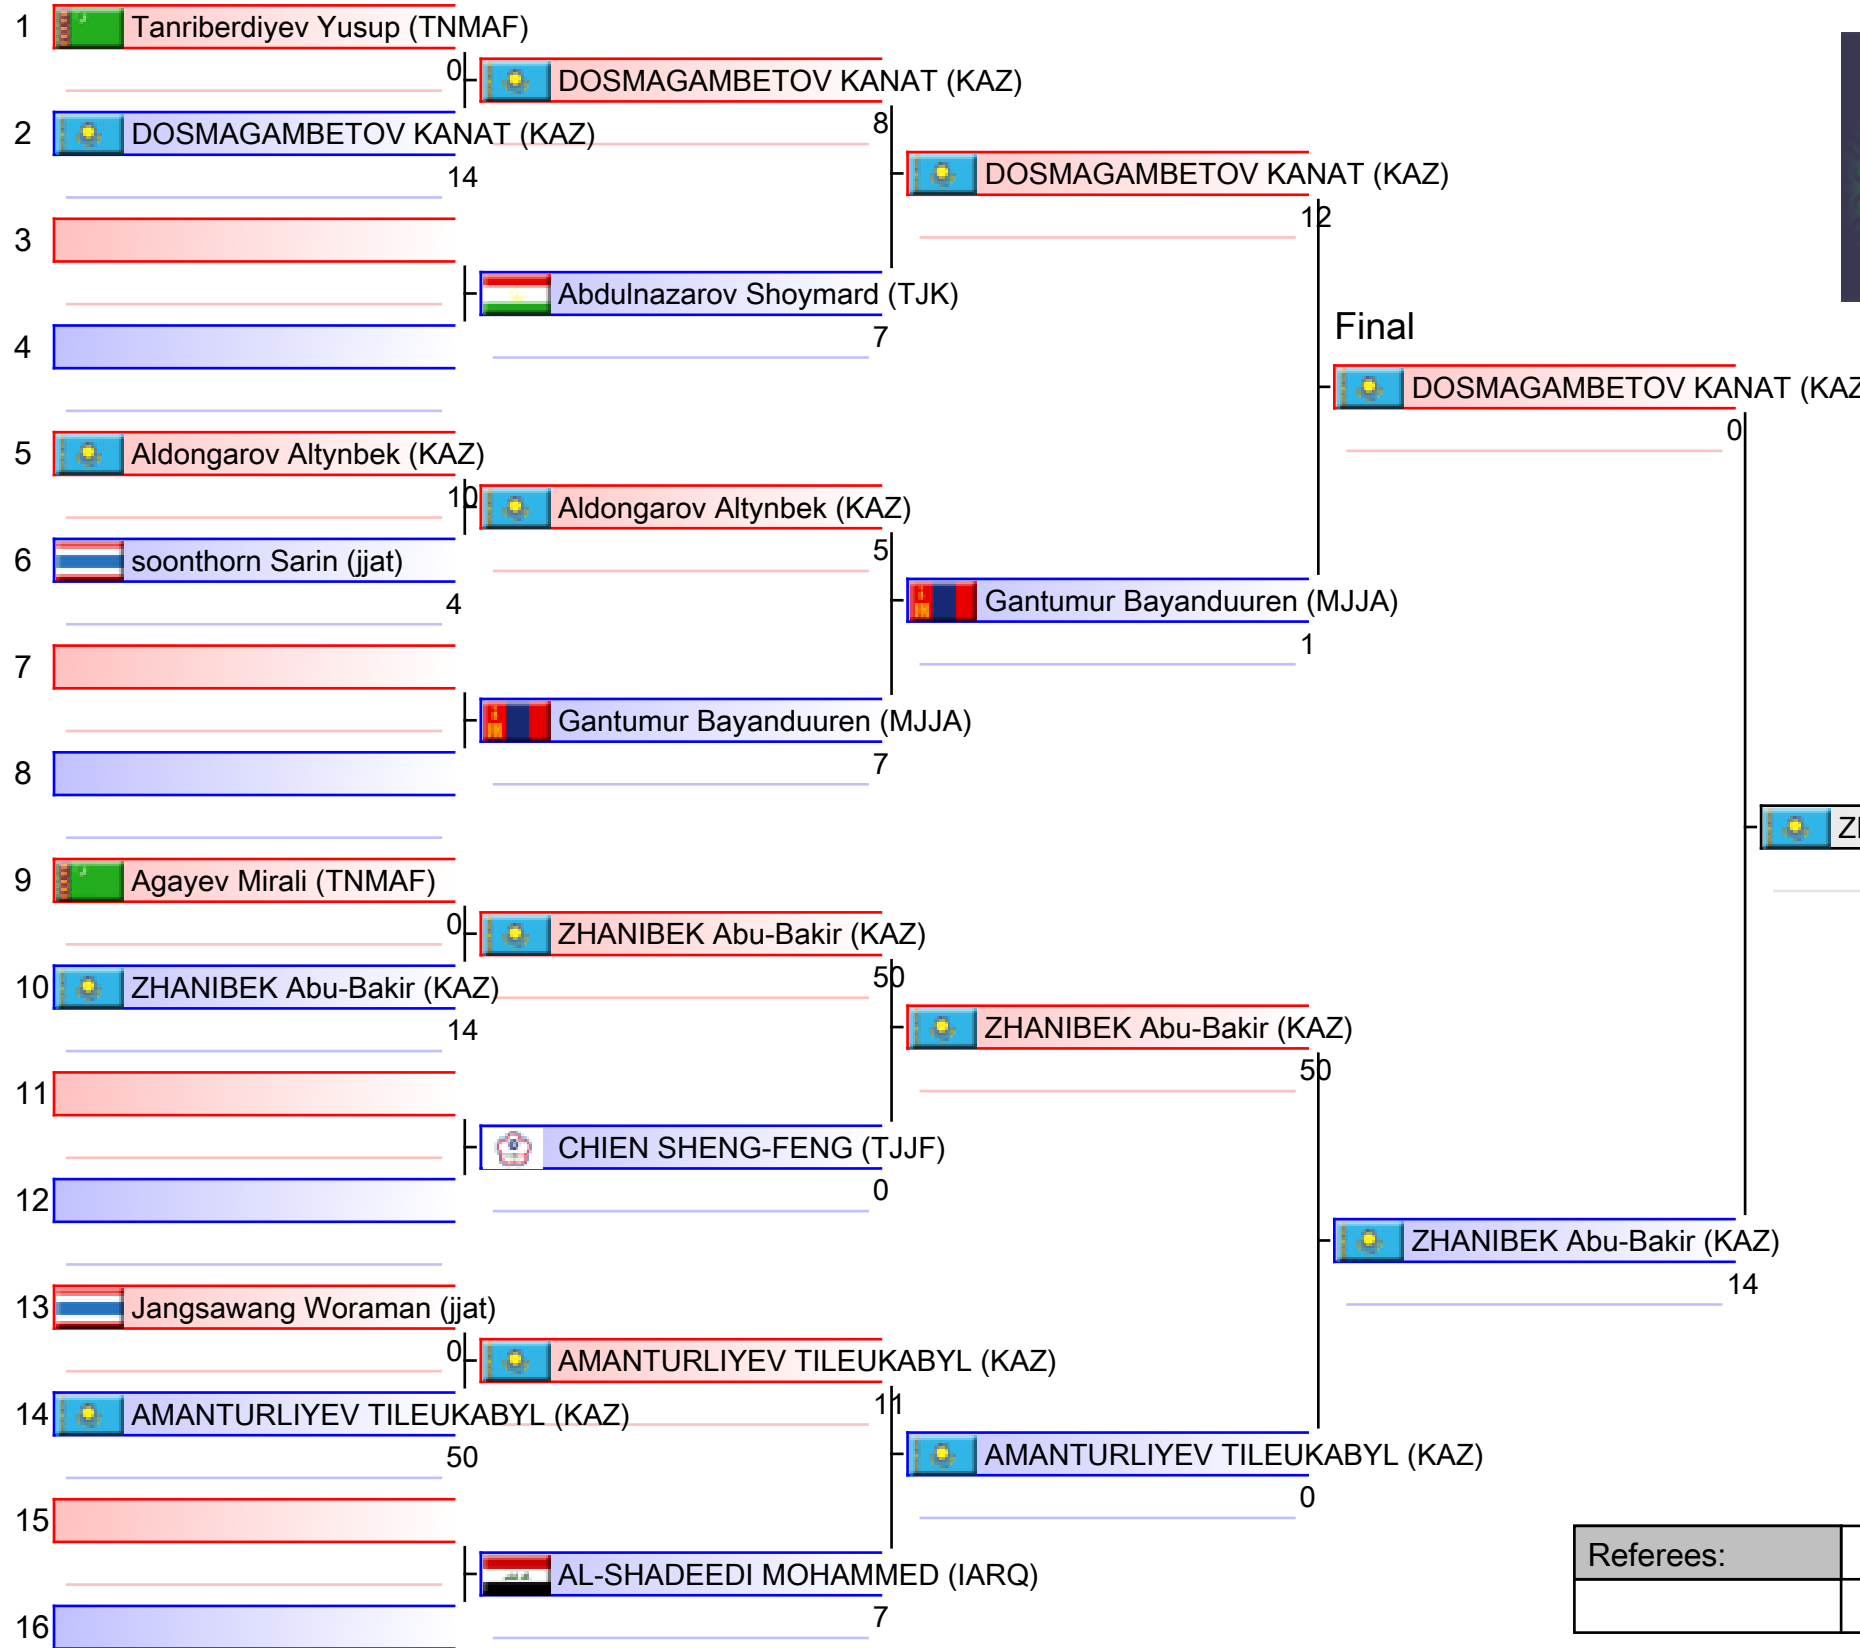 1 Tanriberdiyev Yusup (TNMAF)
0 DOSMAGAMBETOV KANAT (KAZ)
2 DOSMAGAMBETOV KANAT (KAZ) 8
14 DOSMAGAMBETOV KANAT (KAZ)
12
3
Abdulnazarov Shoymard (TJK)
7
4
Final
DOSMAGAMBETOV KANAT (KAZ
0
5 Aldongarov Altynbek (KAZ)
10 Aldongarov Altynbek (KAZ)
5
6 soonthorn Sarin (jjat)
4 Gantumur Bayanduuren (MJJA)
1
7
Gantumur Bayanduuren (MJJA)
7
8
9 Agayev Mirali (TNMAF)
0 ZHANIBEK Abu-Bakir (KAZ)
50
10 ZHANIBEK Abu-Bakir (KAZ)
14 ZHANIBEK Abu-Bakir (KAZ)
50
11
CHIEN SHENG-FENG (TJJF)
0
12
ZHANIBEK Abu-Bakir (KAZ)
14
13 Jangsawang Woraman (jjat)
0 AMANTURLIYEV TILEUKABYL (KAZ)
11
14 AMANTURLIYEV TILEUKABYL (KAZ)
50 AMANTURLIYEV TILEUKABYL (KAZ)
0
15
Referees:
AL-SHADEEDI MOHAMMED (IARQ)
7
16